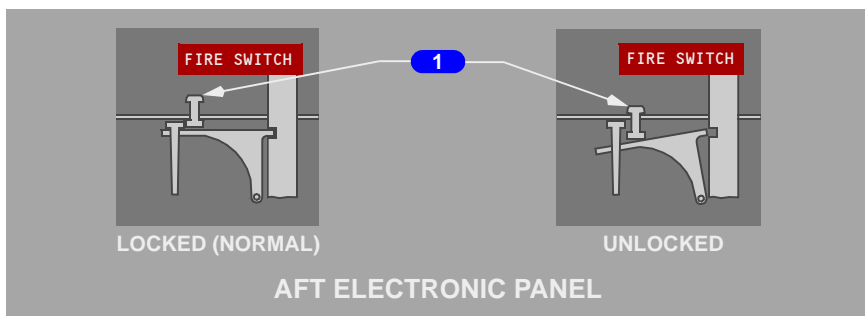 FIRE SWITCH
1
FIRE SWITCH
LOCKED (NORMAL)
UNLOCKED
AFT ELECTRONIC PANEL